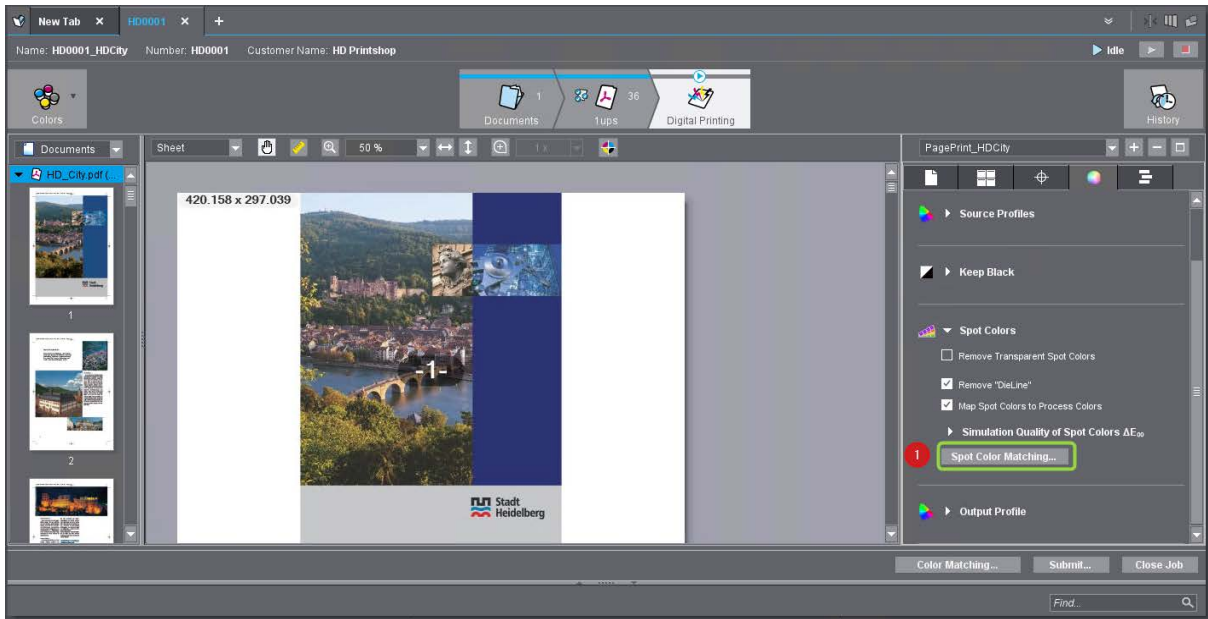 New Tab × HD0001 × +
Name: HD0001_HDCity Number: HD0001 Customer Name: HD Printshop Idle
Colors
Documents 1
1ups 36
Digital Printing
History
Documents
Sheet 50 % 1 x
PagePrint_HDCity
HD_City.pdf (...
1
2
420.158 x 297.039
-1-
Stadt
Heidelberg
Source Profiles
Keep Black
Spot Colors
Remove Transparent Spot Colors
Remove "DieLine"
Map Spot Colors to Process Colors
Simulation Quality of Spot Colors ΔE₀₀
1 Spot Color Matching...
Output Profile
Color Matching... Submit... Close Job
Find...